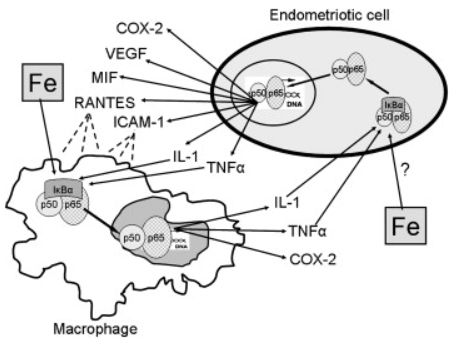 Endometriotic cell
COX-2
VEGF
MIF
RANTES
ICAM-1
IL-1
TNFα
Fe
p50 p65
DNA
p50 p65
IκBα
p50 p65
?
Fe
IκBα
p50 p65
p50 p65
DNA
IL-1
TNFα
COX-2
Macrophage